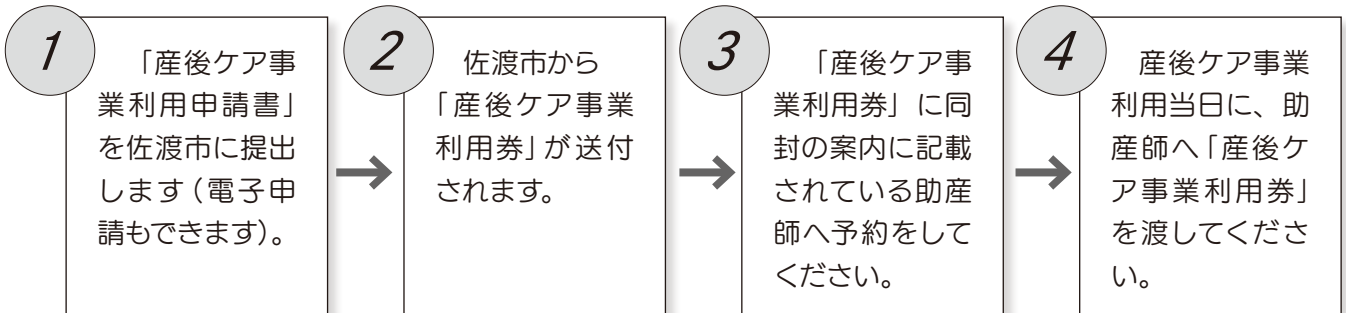 1
「産後ケア事
業利用申請書」
を佐渡市に提出
します（電子申
請もできます）。
2
佐渡市から
「産後ケア事業
利用券」が送付
されます。
3
「産後ケア事
業利用券」に同
封の案内に記載
されている助産
師へ予約をして
ください。
4
産後ケア事業
利用当日に、助
産師へ「産後ケ
ア事業利用券」
を渡してくださ
い。